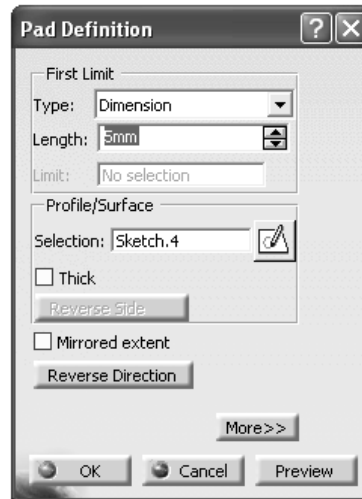 Pad Definition
First Limit
Type: Dimension
Length: 5mm
Limit: No selection
Profile/Surface
Selection: Sketch.4
Thick
Reverse Side
Mirrored extent
Reverse Direction
More>>
OK Cancel Preview